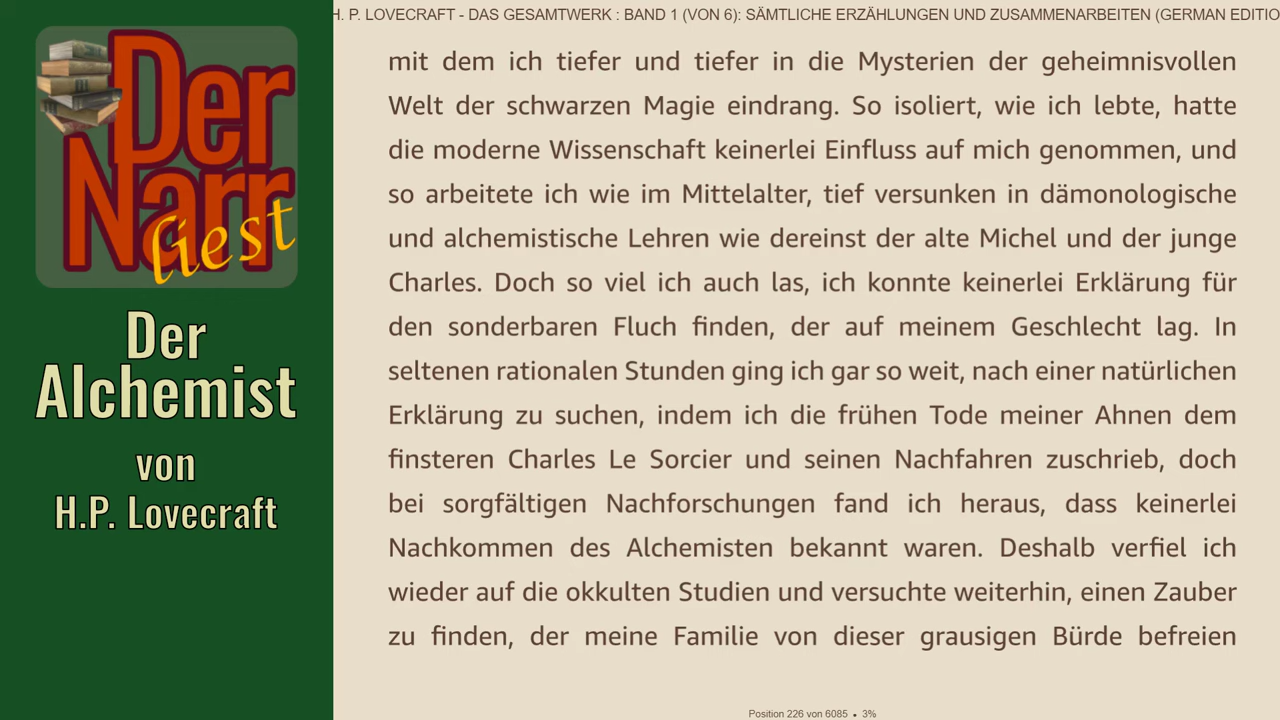 Der
Narr
liest
Der
Alchemist
von
H.P. Lovecraft
H. P. LOVECRAFT - DAS GESAMTWERK : BAND 1 (VON 6): SÄMTLICHE ERZÄHLUNGEN UND ZUSAMMENARBEITEN (GERMAN EDITIO
mit dem ich tiefer und tiefer in die Mysterien der geheimnisvollen
Welt der schwarzen Magie eindrang. So isoliert, wie ich lebte, hatte
die moderne Wissenschaft keinerlei Einfluss auf mich genommen, und
so arbeitete ich wie im Mittelalter, tief versunken in dämonologische
und alchemistische Lehren wie dereinst der alte Michel und der junge
Charles. Doch so viel ich auch las, ich konnte keinerlei Erklärung für
den sonderbaren Fluch finden, der auf meinem Geschlecht lag. In
seltenen rationalen Stunden ging ich gar so weit, nach einer natürlichen
Erklärung zu suchen, indem ich die frühen Tode meiner Ahnen dem
finsteren Charles Le Sorcier und seinen Nachfahren zuschrieb, doch
bei sorgfältigen Nachforschungen fand ich heraus, dass keinerlei
Nachkommen des Alchemisten bekannt waren. Deshalb verfiel ich
wieder auf die okkulten Studien und versuchte weiterhin, einen Zauber
zu finden, der meine Familie von dieser grausigen Bürde befreien
Position 226 von 6085 • 3%